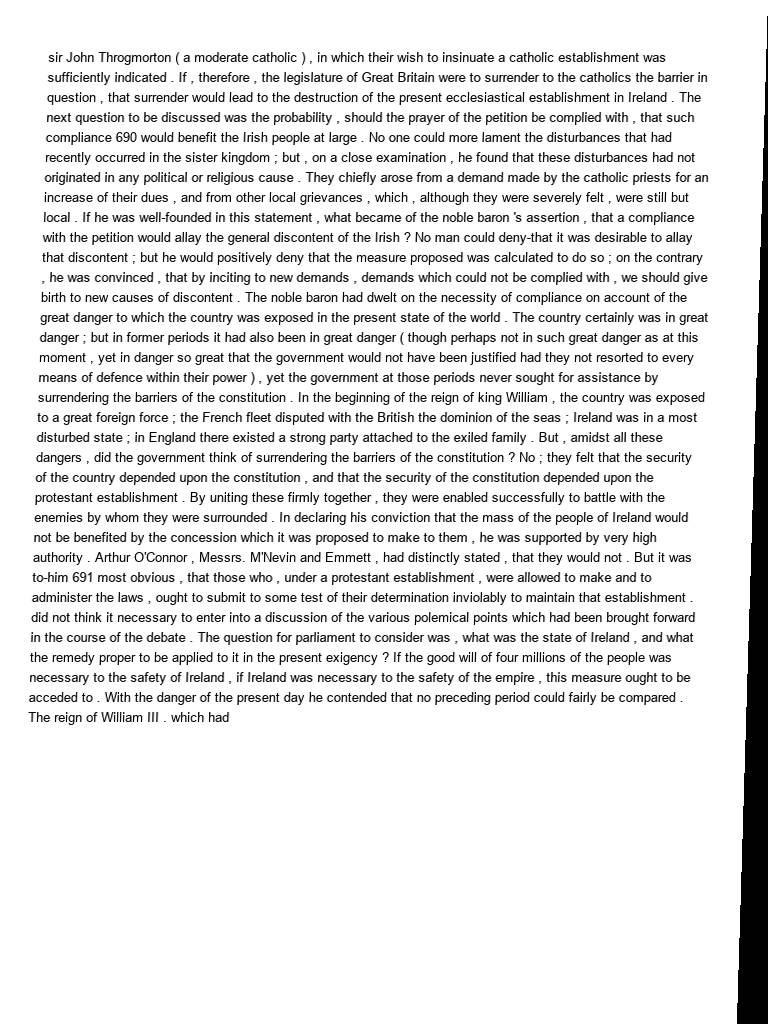 sir John Throgmorton ( a moderate catholic ) , in which their wish to insinuate a catholic establishment was
sufficiently indicated . If , therefore , the legislature of Great Britain were to surrender to the catholics the barrier in
question , that surrender would lead to the destruction of the present ecclesiastical establishment in Ireland . The
next question to be discussed was the probability , should the prayer of the petition be complied with , that such
compliance 690 would benefit the Irish people at large . No one could more lament the disturbances that had
recently occurred in the sister kingdom ; but , on a close examination , he found that these disturbances had not
originated in any political or religious cause . They chiefly arose from a demand made by the catholic priests for an
increase of their dues , and from other local grievances , which , although they were severely felt , were still but
local . If he was well-founded in this statement , what became of the noble baron 's assertion , that a compliance
with the petition would allay the general discontent of the Irish ? No man could deny-that it was desirable to allay
that discontent ; but he would positively deny that the measure proposed was calculated to do so ; on the contrary
, he was convinced , that by inciting to new demands , demands which could not be complied with , we should give
birth to new causes of discontent . The noble baron had dwelt on the necessity of compliance on account of the
great danger to which the country was exposed in the present state of the world . The country certainly was in great
danger ; but in former periods it had also been in great danger ( though perhaps not in such great danger as at this
moment , yet in danger so great that the government would not have been justified had they not resorted to every
means of defence within their power ) , yet the government at those periods never sought for assistance by
surrendering the barriers of the constitution . In the beginning of the reign of king William , the country was exposed
to a great foreign force ; the French fleet disputed with the British the dominion of the seas ; Ireland was in a most
disturbed state ; in England there existed a strong party attached to the exiled family . But , amidst all these
dangers , did the government think of surrendering the barriers of the constitution ? No ; they felt that the security
of the country depended upon the constitution , and that the security of the constitution depended upon the
protestant establishment . By uniting these firmly together , they were enabled successfully to battle with the
enemies by whom they were surrounded . In declaring his conviction that the mass of the people of Ireland would
not be benefited by the concession which it was proposed to make to them , he was supported by very high
authority . Arthur O'Connor , Messrs. M'Nevin and Emmett , had distinctly stated , that they would not . But it was
to-him 691 most obvious , that those who , under a protestant establishment , were allowed to make and to
administer the laws , ought to submit to some test of their determination inviolably to maintain that establishment .
did not think it necessary to enter into a discussion of the various polemical points which had been brought forward
in the course of the debate . The question for parliament to consider was , what was the state of Ireland , and what
the remedy proper to be applied to it in the present exigency ? If the good will of four millions of the people was
necessary to the safety of Ireland , if Ireland was necessary to the safety of the empire , this measure ought to be
acceded to . With the danger of the present day he contended that no preceding period could fairly be compared .
The reign of William III . which had